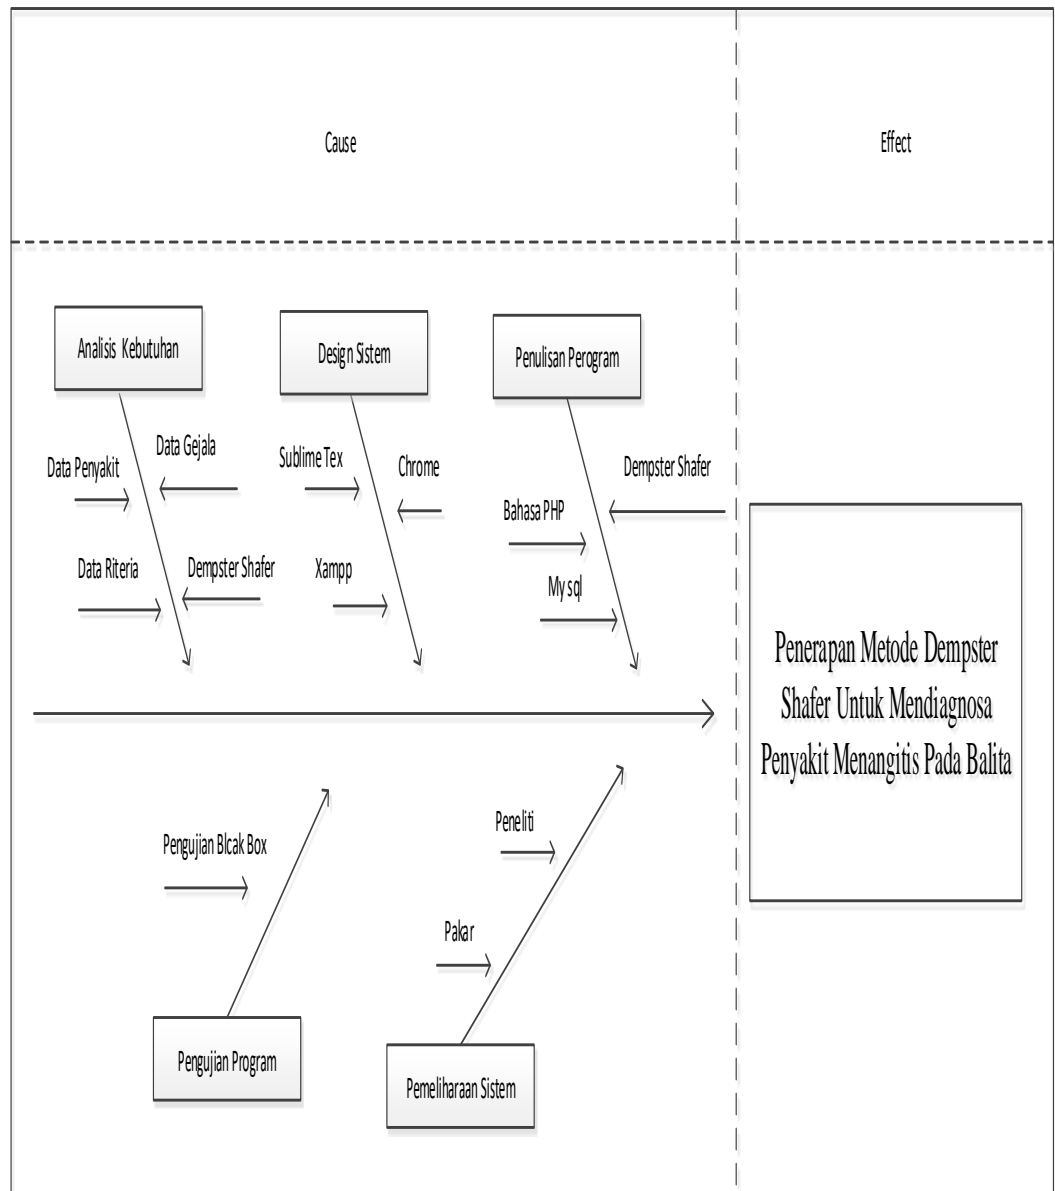 Cause
Effect
Analisis Kebutuhan
Design Sistem
Penulisan Perogram
Data Penyakit
Data Gejala
Data Riteria
Dempster Shafer
Sublime Tex
Chrome
Xampp
Dempster Shafer
Bahasa PHP
My sql
Penerapan Metode Dempster
Shafer Untuk Mendiagnosa
Penyakit Menangitis Pada Balita
Pengujian Blcak Box
Peneliti
Pakar
Pengujian Program
Pemeliharaan Sistem